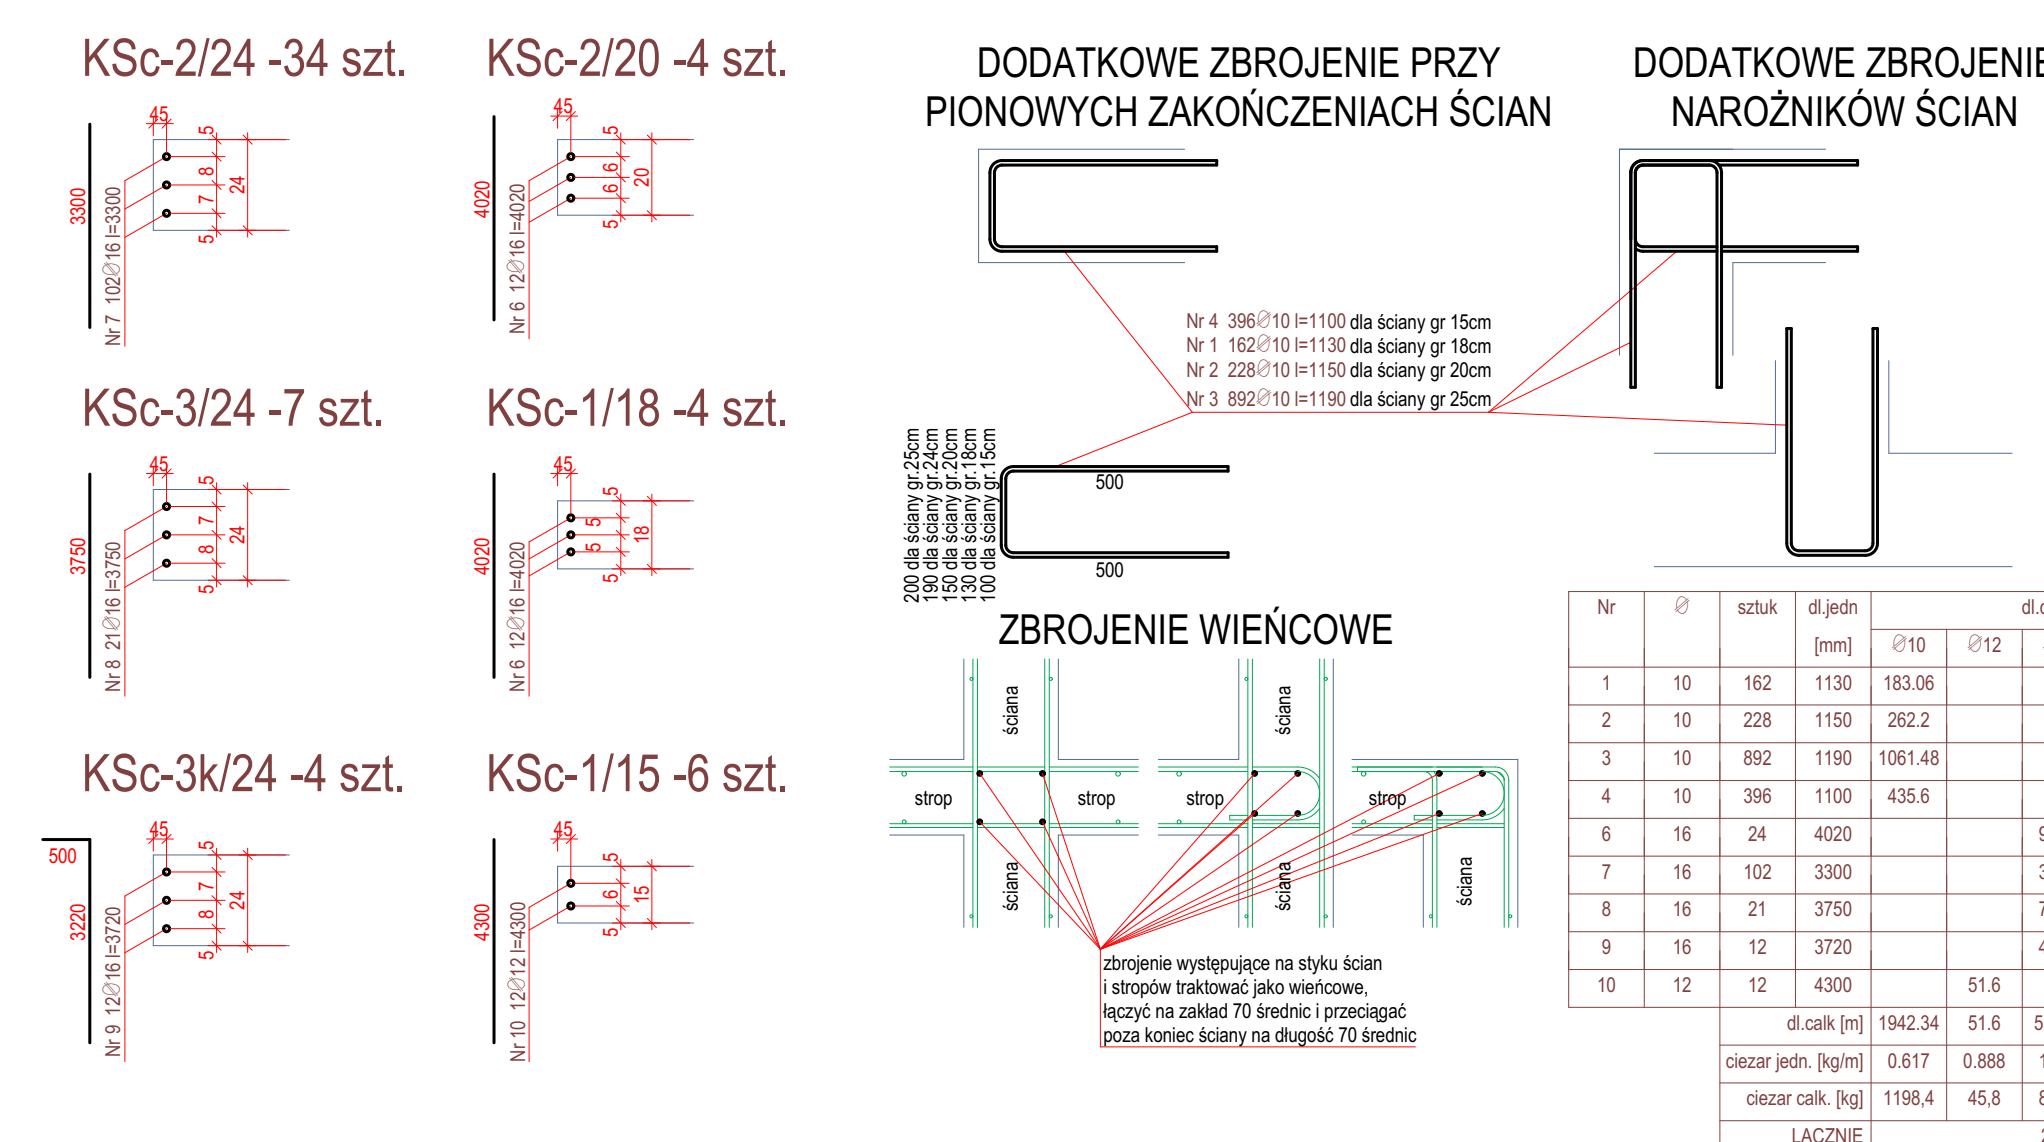 KSc-2/24 -34 szt.
45
5
8
7
5
24
3300
Nr 7 102∅16 l=3300
KSc-2/20 -4 szt.
45
5
6
6
5
20
4020
Nr 6 12∅16 l=4020
KSc-3/24 -7 szt.
45
5
7
8
5
24
3750
Nr 8 21∅16 l=3750
KSc-1/18 -4 szt.
45
5
5
5
5
18
4020
Nr 6 12∅16 l=4020
KSc-3k/24 -4 szt.
45
5
7
8
5
24
500
3220
Nr 9 12∅16 l=3720
KSc-1/15 -6 szt.
45
5
6
5
15
4300
Nr 10 12∅12 l=4300
DODATKOWE ZBROJENIE PRZY
PIONOWYCH ZAKOŃCZENIACH ŚCIAN
DODATKOWE ZBROJENIE
NAROŻNIKÓW ŚCIAN
Nr 4 396∅10 l=1100 dla ściany gr 15cm
Nr 1 162∅10 l=1130 dla ściany gr 18cm
Nr 2 228∅10 l=1150 dla ściany gr 20cm
Nr 3 892∅10 l=1190 dla ściany gr 25cm
200 dla ściany gr.25cm
190 dla ściany gr.24cm
150 dla ściany gr.20cm
130 dla ściany gr.18cm
100 dla ściany gr.15cm
500
500
ZBROJENIE WIEŃCOWE
ściana
ściana
strop
strop
strop
strop
ściana
ściana
ściana
zbrojenie występujące na styku ścian
i stropów traktować jako wieńcowe,
łączyć na zakład 70 średnic i przeciągać
poza koniec ściany na długość 70 średnic
Nr ∅ sztuk dl.jedn
[mm] ∅10 ∅12
1 10 162 1130 183.06
2 10 228 1150 262.2
3 10 892 1190 1061.48
4 10 396 1100 435.6
6 16 24 4020
7 16 102 3300
8 16 21 3750
9 16 12 3720
10 12 12 4300 51.6
dl.calk [m] 1942.34 51.6
ciezar jedn. [kg/m] 0.617 0.888
ciezar calk. [kg] 1198,4 45,8
LACZNIE